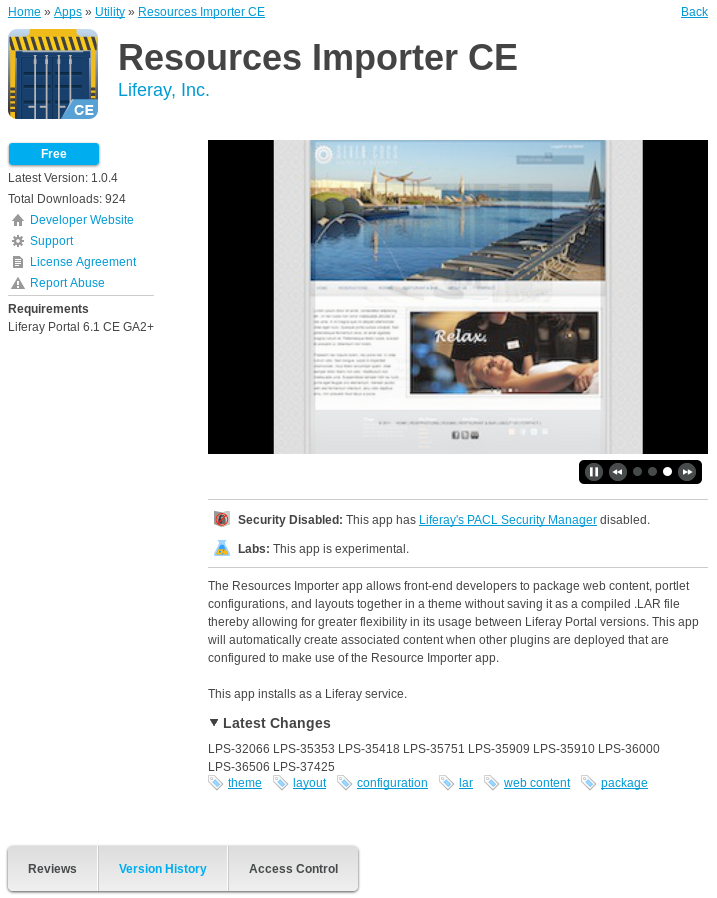 Home » Apps » Utility » Resources Importer CE
Back
CE
Resources Importer CE
Liferay, Inc.
Free
Latest Version: 1.0.4
Total Downloads: 924
Developer Website
Support
License Agreement
Report Abuse
Requirements
Liferay Portal 6.1 CE GA2+
Relax.
Security Disabled: This app has Liferay's PACL Security Manager disabled.
Labs: This app is experimental.
The Resources Importer app allows front-end developers to package web content, portlet
configurations, and layouts together in a theme without saving it as a compiled .LAR file
thereby allowing for greater flexibility in its usage between Liferay Portal versions. This app
will automatically create associated content when other plugins are deployed that are
configured to make use of the Resource Importer app.
This app installs as a Liferay service.
Latest Changes
LPS-32066 LPS-35353 LPS-35418 LPS-35751 LPS-35909 LPS-35910 LPS-36000
LPS-36506 LPS-37425
theme layout configuration lar web content package
Reviews Version History Access Control